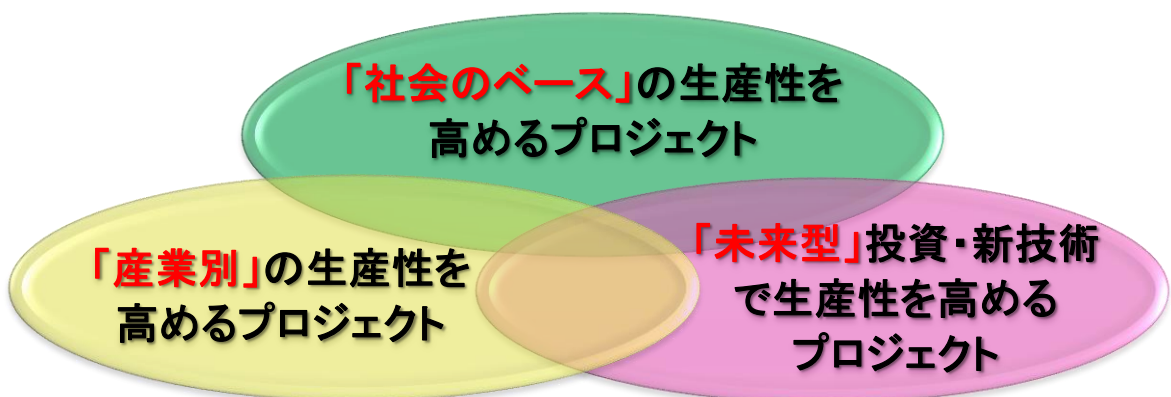 「社会のベース」の生産性を
高めるプロジェクト
「産業別」の生産性を
高めるプロジェクト
「未来型」投資・新技術
で生産性を高める
プロジェクト